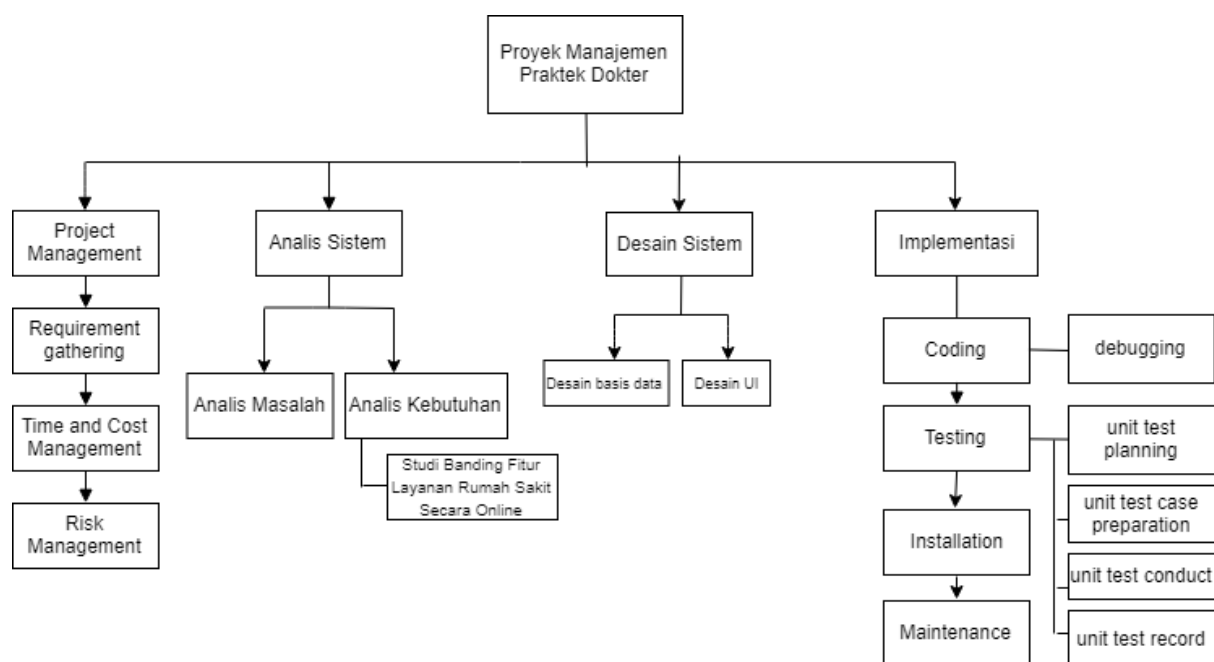 Proyek Manajemen
Praktek Dokter
Project
Management
Analis Sistem
Desain Sistem
Implementasi
Requirement
gathering
Coding
debugging
Analis Masalah
Analis Kebutuhan
Desain basis data
Desain UI
Time and Cost
Management
Testing
unit test
planning
Studi Banding Fitur
Layanan Rumah Sakit
Secara Online
unit test case
preparation
Risk
Management
Installation
unit test conduct
Maintenance
unit test record